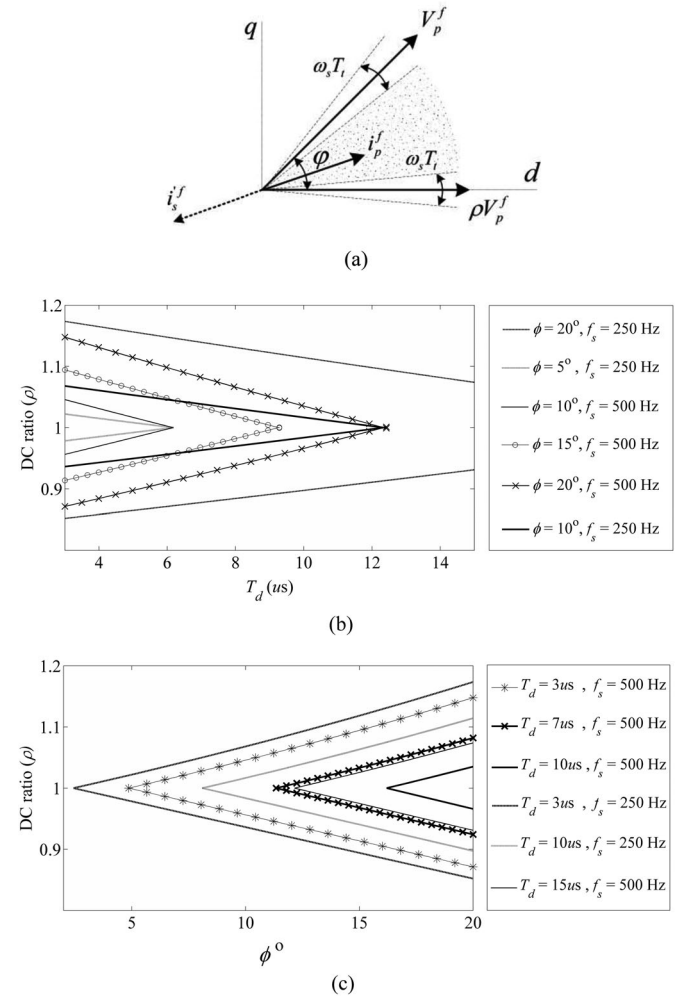 q
V_p^f
ω_sT_t
φ
i_p^f
ω_sT_t
d
i_s'^f
ρV_p^f
(a)
1.2
1.1
1
0.9
DC ratio (ρ)
4 6 8 10 12 14
T_d (us)
ϕ = 20°, f_s = 250 Hz
ϕ = 5° , f_s = 250 Hz
ϕ = 10°, f_s = 500 Hz
ϕ = 15°, f_s = 500 Hz
ϕ = 20°, f_s = 500 Hz
ϕ = 10°, f_s = 250 Hz
(b)
1.2
1.1
1
0.9
DC ratio (ρ)
5 10 15 20
ϕ°
T_d = 3us , f_s = 500 Hz
T_d = 7us , f_s = 500 Hz
T_d = 10us , f_s = 500 Hz
T_d = 3us , f_s = 250 Hz
T_d = 10us , f_s = 250 Hz
T_d = 15us , f_s = 500 Hz
(c)